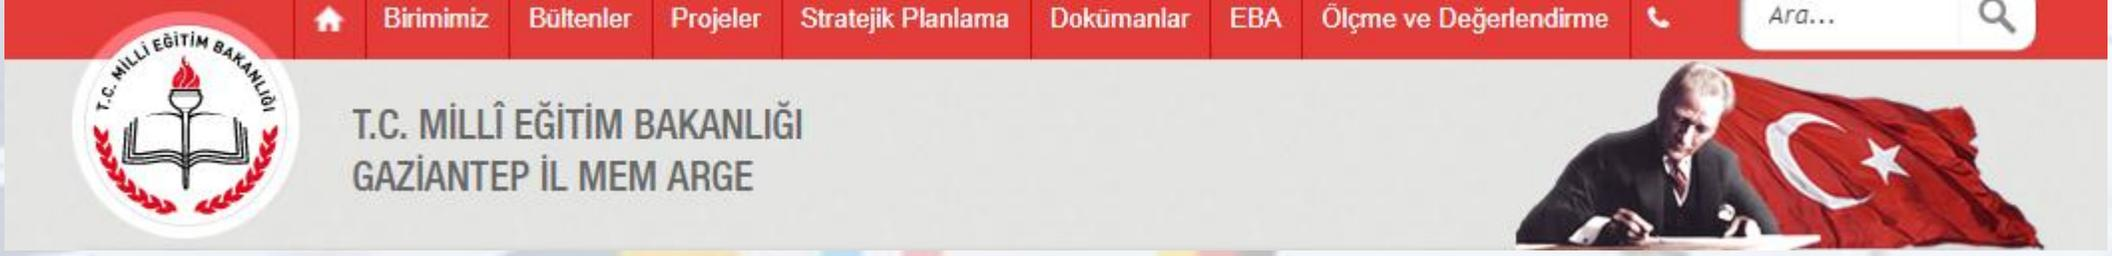 Birimimiz Bültenler Projeler Stratejik Planlama Dokümanlar EBA Ölçme ve Değerlendirme Ara...
T.C. MİLLÎ EĞİTİM BAKANLIĞI
T.C. MİLLÎ EĞİTİM BAKANLIĞI
GAZİANTEP İL MEM ARGE